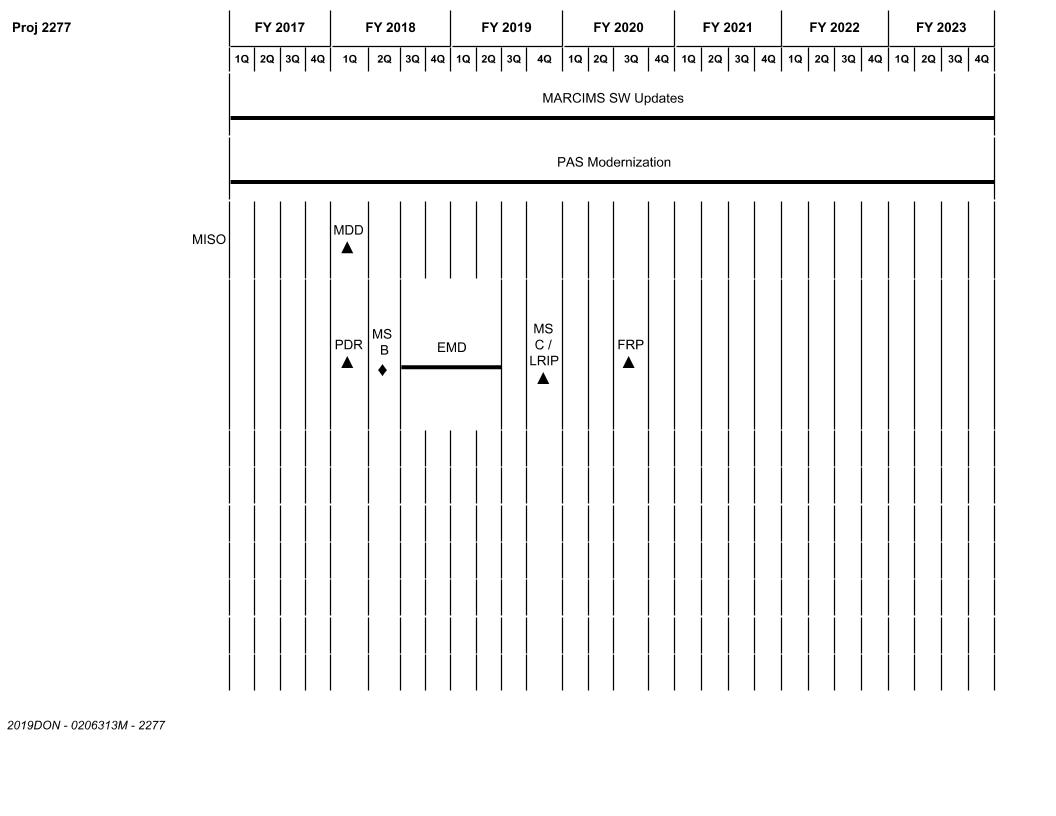 Proj 2277
FY 2017 FY 2018 FY 2019 FY 2020 FY 2021 FY 2022 FY 2023
1Q 2Q 3Q 4Q 1Q 2Q 3Q 4Q 1Q 2Q 3Q 4Q 1Q 2Q 3Q 4Q 1Q 2Q 3Q 4Q 1Q 2Q 3Q 4Q 1Q 2Q 3Q 4Q
MARCIMS SW Updates
PAS Modernization
MISO
MDD
PDR
MS
B
EMD
MS
C /
LRIP
FRP
2019DON - 0206313M - 2277